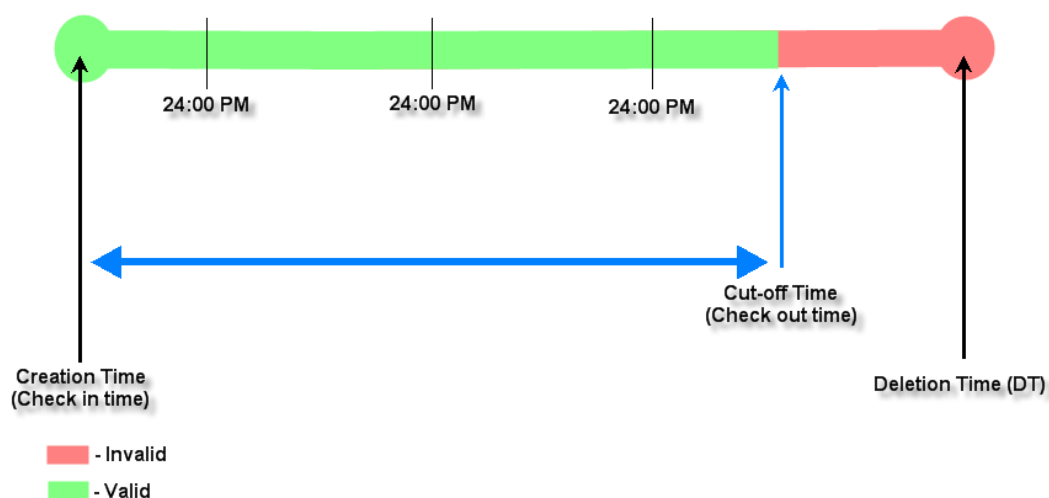 24:00 PM
24:00 PM
24:00 PM
Cut-off Time
(Check out time)
Creation Time
(Check in time)
Deletion Time (DT)
- Invalid
- Valid